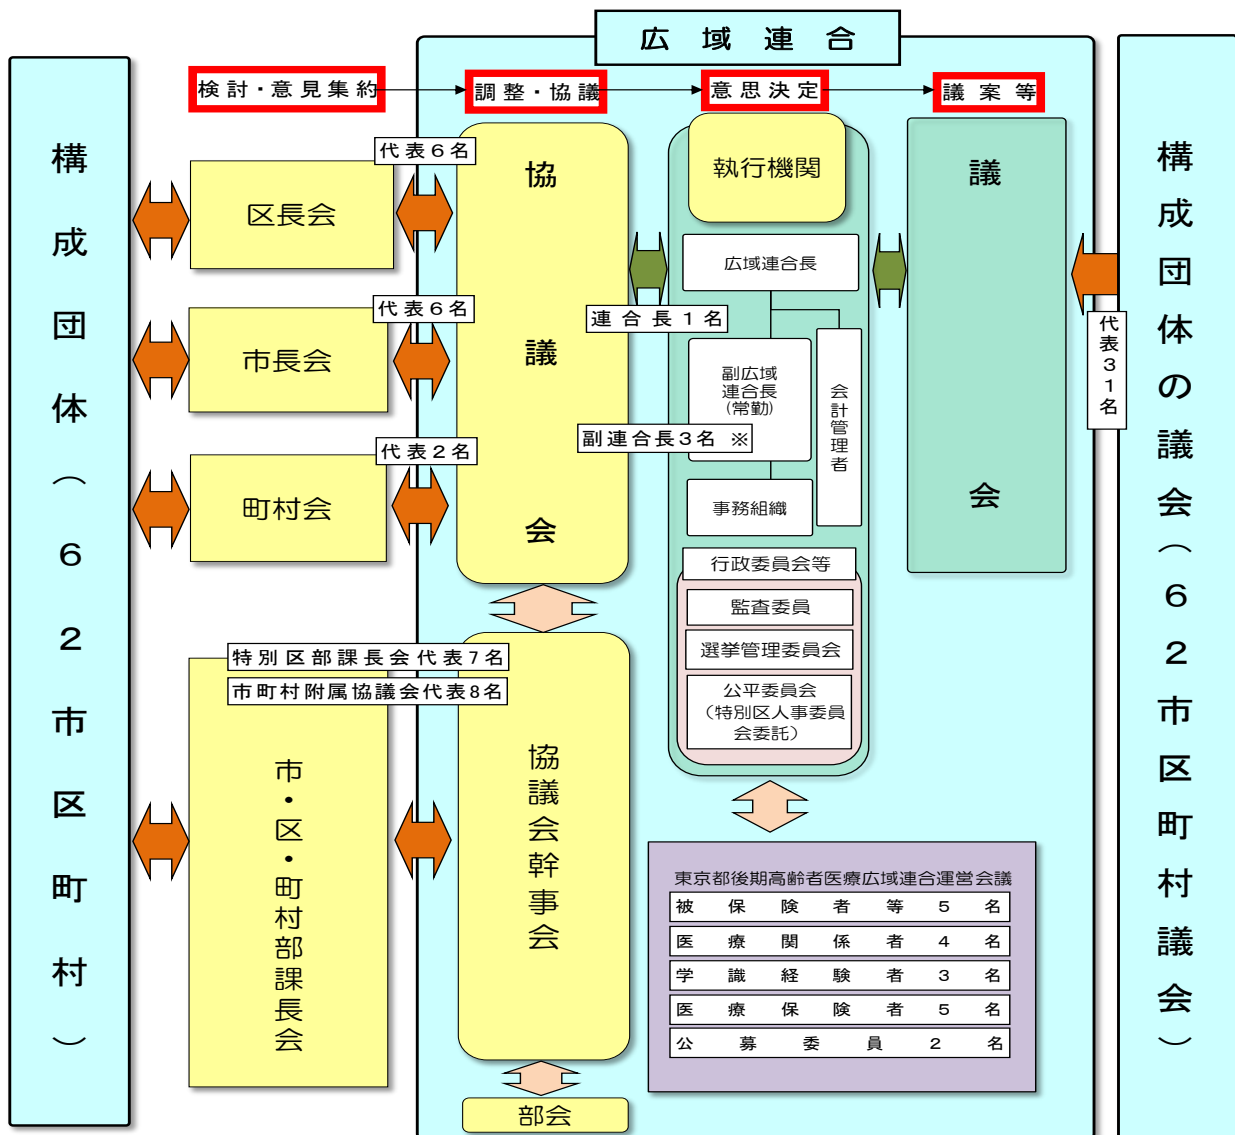 広域連合
検討・意見集約
調整・協議
意思決定
議案等
構成団体（６２市区町村）
区長会
代表６名
市長会
代表６名
町村会
代表２名
特別区部課長会代表７名
市町村附属協議会代表８名
市・区・町村部課長会
協議会
協議会幹事会
部会
執行機関
広域連合長
連合長１名
副広域
連合長
(常勤)
副連合長３名 ※
会計管理者
事務組織
行政委員会等
監査委員
選挙管理委員会
公平委員会
（特別区人事委員
会委託）
東京都後期高齢者医療広域連合運営会議
被保険者等５名
医療関係者４名
学識経験者３名
医療保険者５名
公募委員２名
議会
代表３１名
構成団体の議会（６２市区町村議会）